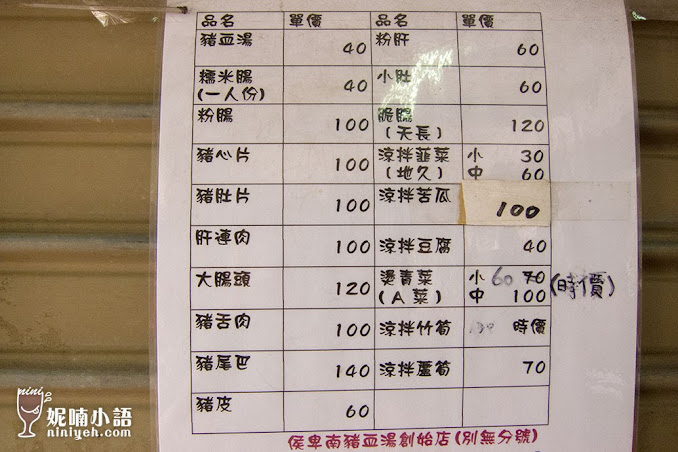 品名 單價 品名 單價
豬血湯 40 粉肝 60
糯米腸 40 小肚 60
(一人份)
粉腸 100 脆腸 120
(天長)
豬心片 100 涼拌韮菜 小 30
(地久) 中 60
豬肚片 100 涼拌苦瓜 100
肝連肉 100 涼拌豆腐 40
大腸頭 120 燙青菜 小 60 70 (時價)
(A菜) 中 100
豬舌肉 100 涼拌竹筍 時價
豬尾巴 140 涼拌蘆筍 70
豬皮 60
侯卑南豬血湯創始店(別無分號)
nini
妮喃小語
niniyeh.com